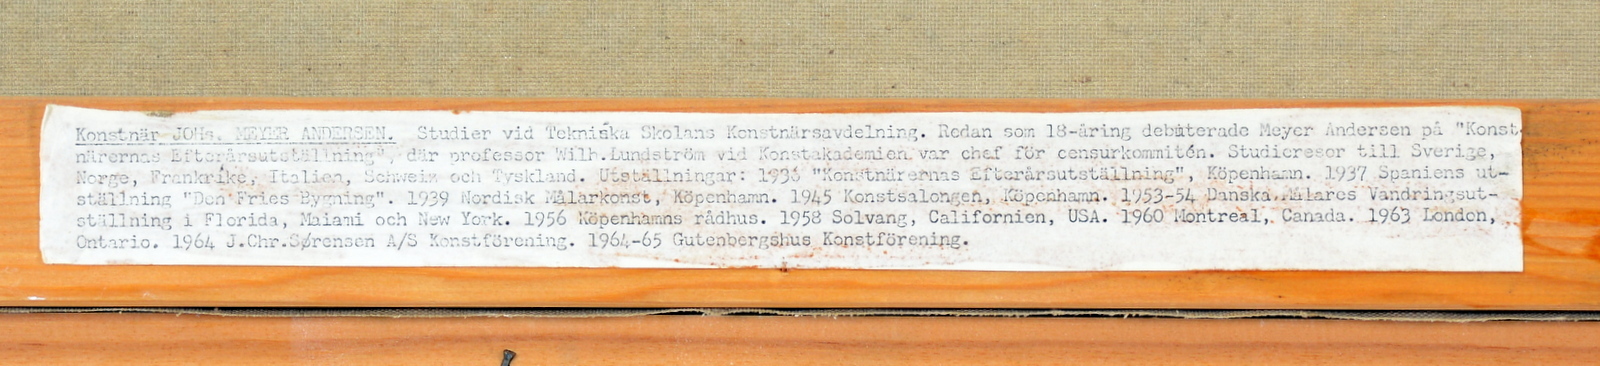 Konstnär JOHs. MEYER ANDERSEN. Studier vid Tekniska Skolans Konstnärsavdelning. Redan som 18-åring debuterade Meyer Andersen på "Konst
närernas Efterårsutställning", där professor Wilh.Lundström vid Konstakademien var chef för censurkommitén. Studieresor till Sverige,
Norge, Frankrike, Italien, Schweiz och Tyskland. Utställningar: 1936 "Konstnärernas Efterårsutställning", Köpenhamn. 1937 Spaniens ut-
ställning "Den Fries Bygning". 1939 Nordisk Målarkonst, Köpenhamn. 1945 Konstsalongen, Köpenhamn. 1953-54 Danska Målares Vandringsut-
ställning i Florida, Maiami och New York. 1956 Köpenhamns rådhus. 1958 Solvang, Californien, USA. 1960 Montreal, Canada. 1963 London,
Ontario. 1964 J.Chr.Sørensen A/S Konstförening. 1964-65 Gutenbergshus Konstförening.